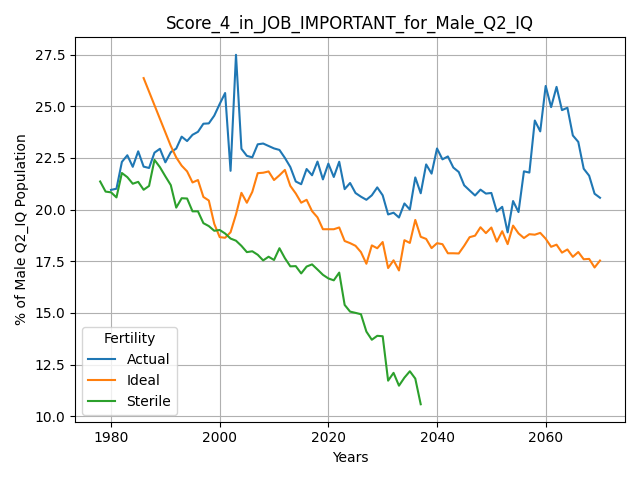 Score_4_in_JOB_IMPORTANT_for_Male_Q2_IQ
% of Male Q2_IQ Population
27.5
25.0
22.5
20.0
17.5
15.0
12.5
10.0
Fertility
Actual
Ideal
Sterile
1980 2000 2020 2040 2060
Years